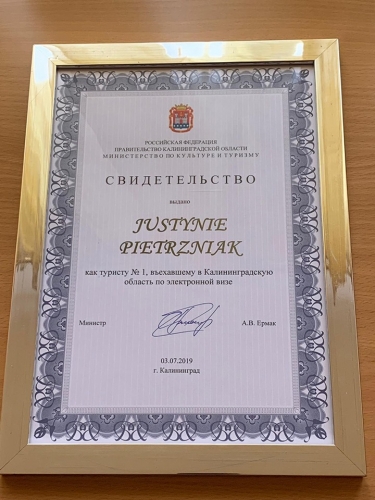 РОССИЙСКАЯ ФЕДЕРАЦИЯ
ПРАВИТЕЛЬСТВО КАЛИНИНГРАДСКОЙ ОБЛАСТИ
МИНИСТЕРСТВО ПО КУЛЬТУРЕ И ТУРИЗМУ
СВИДЕТЕЛЬСТВО
выдано
JUSTYNIE
PIETRZNIAK
как туристу № 1, въехавшему в Калининградскую
область по электронной визе
Министр А.В. Ермак
03.07.2019
г. Калининград